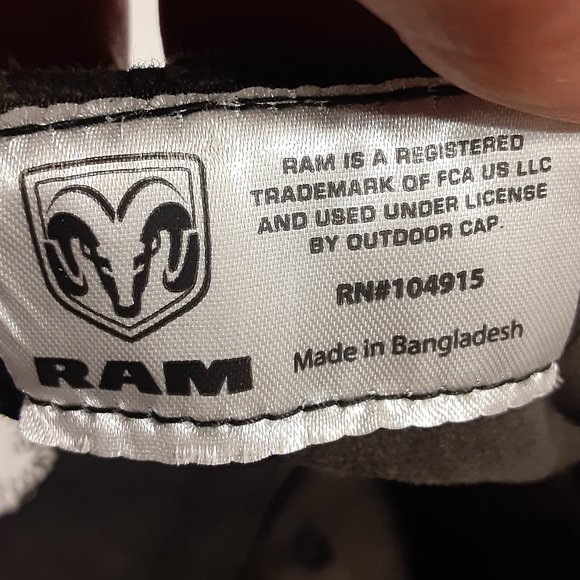 RAM IS A REGISTERED
TRADEMARK OF FCA US LLC
AND USED UNDER LICENSE
BY OUTDOOR CAP.
RN#104915
Made in Bangladesh
RAM